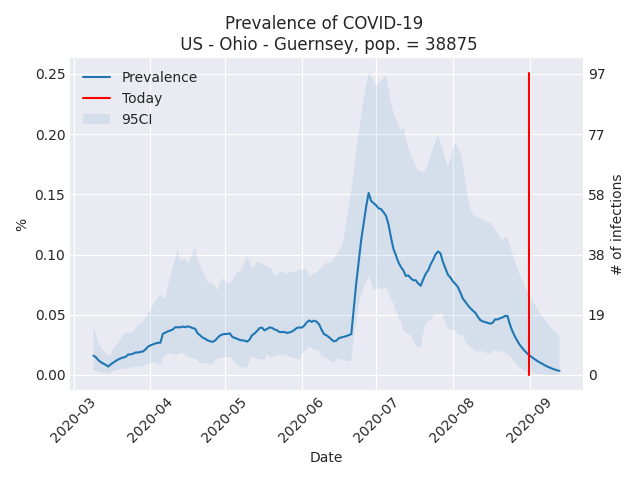 Prevalence of COVID-19
US - Ohio - Guernsey, pop. = 38875
Prevalence
Today
95CI
0.25
0.20
0.15
0.10
0.05
0.00
%
97
77
58
38
19
0
# of infections
2020-03
2020-04
2020-05
2020-06
2020-07
2020-08
2020-09
Date